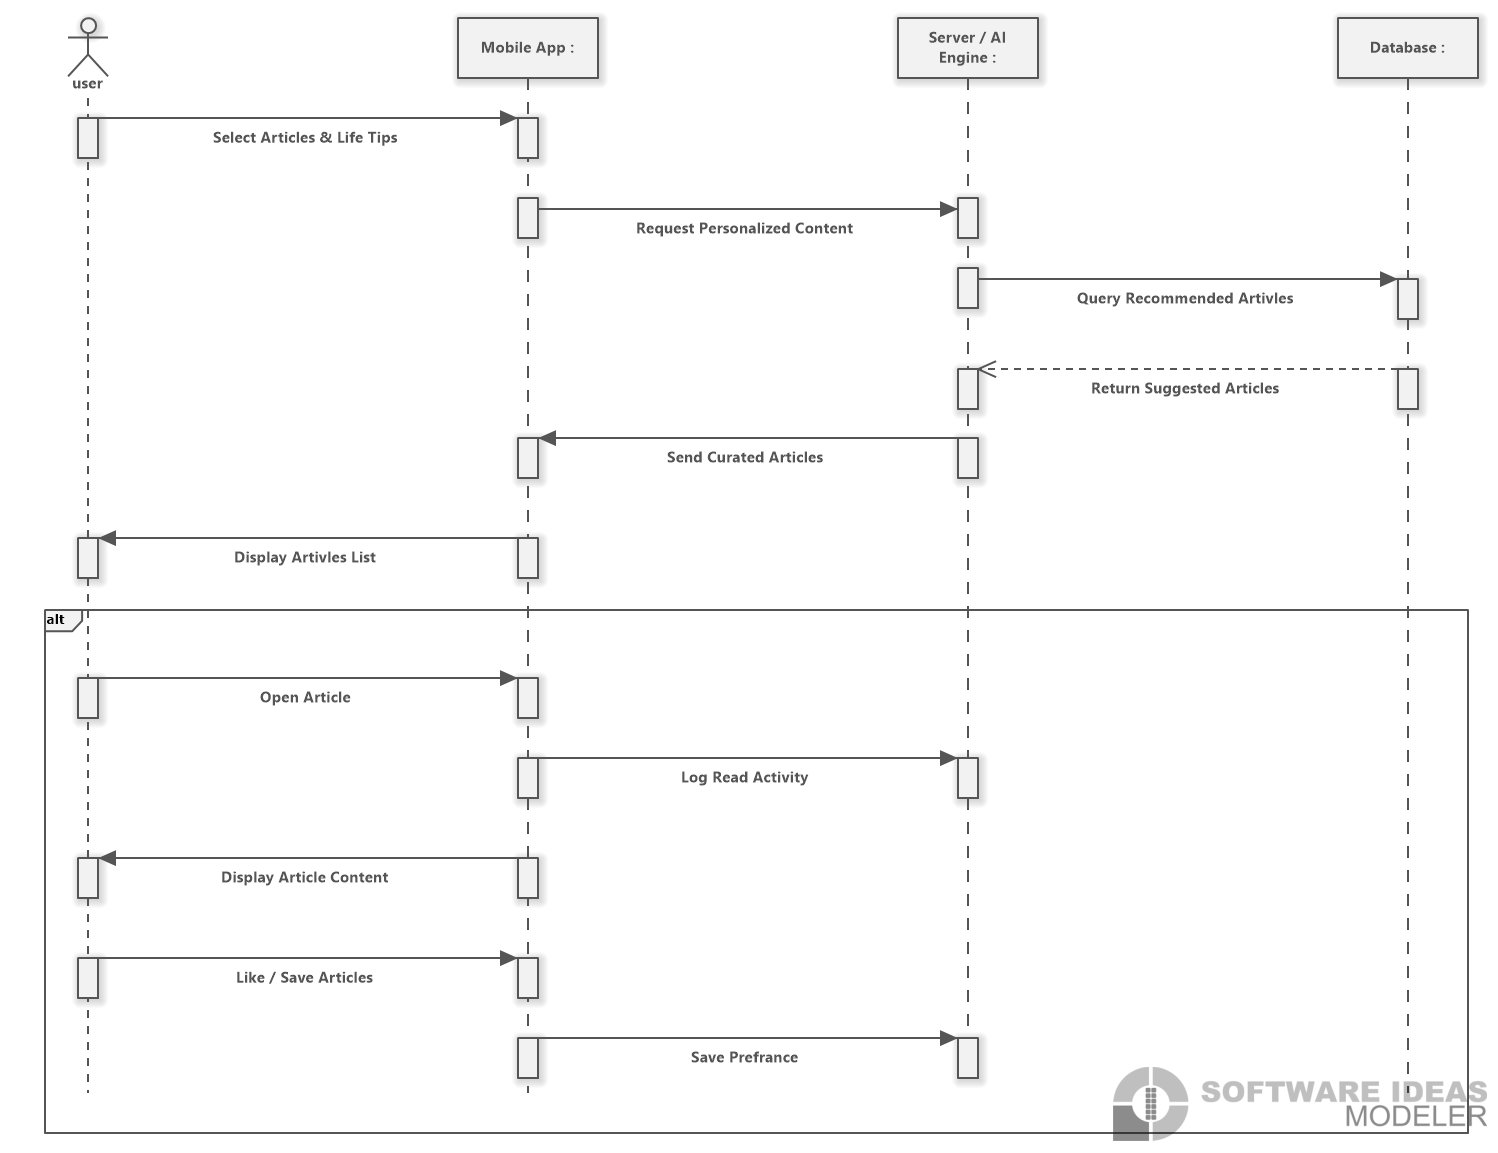 user
Mobile App :
Server / AI
Engine :
Database :
Select Articles & Life Tips
Request Personalized Content
Query Recommended Artivles
Return Suggested Articles
Send Curated Articles
Display Artivles List
alt
Open Article
Log Read Activity
Display Article Content
Like / Save Articles
Save Prefrance
SOFTWARE IDEAS
MODELER